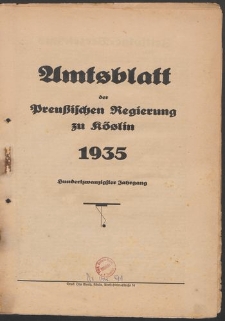 Amtsblatt
der
Preußischen Regierung
zu Köslin
1935
Hundertzwanzigster Jahrgang